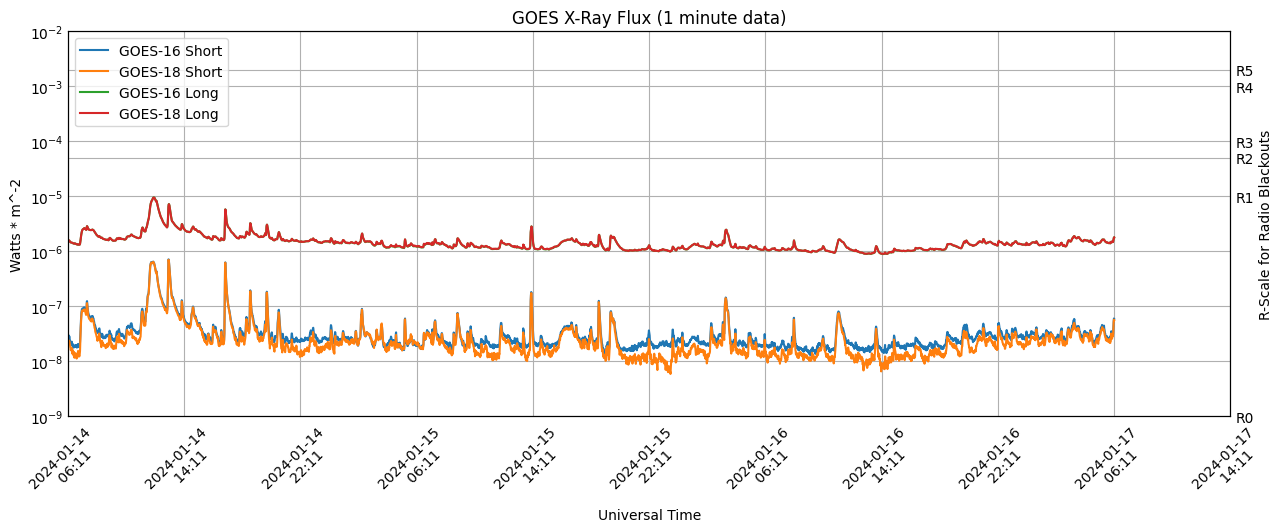 GOES X-Ray Flux (1 minute data)
GOES-16 Short
GOES-18 Short
GOES-16 Long
GOES-18 Long
Watts * m^-2
10⁻²
10⁻³
10⁻⁴
10⁻⁵
10⁻⁶
10⁻⁷
10⁻⁸
10⁻⁹
R5
R4
R3
R2
R1
R0
R-Scale for Radio Blackouts
2024-01-14
06:11
2024-01-14
14:11
2024-01-14
22:11
2024-01-15
06:11
2024-01-15
14:11
2024-01-15
22:11
2024-01-16
06:11
2024-01-16
14:11
2024-01-16
22:11
2024-01-17
06:11
2024-01-17
14:11
Universal Time